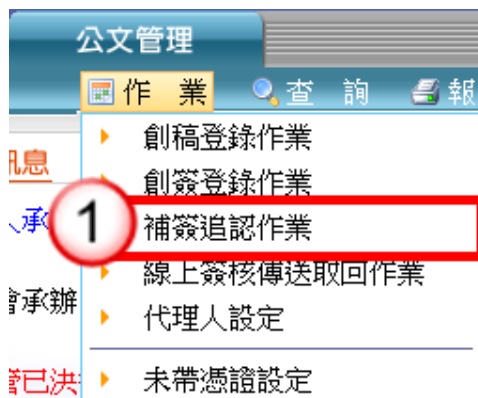 公文管理
作 業 查 詢 報
創稿登錄作業
訊息
創簽登錄作業
承
1
補簽追認作業
線上簽核傳送取回作業
會承辦
代理人設定
管已決
未帶憑證設定